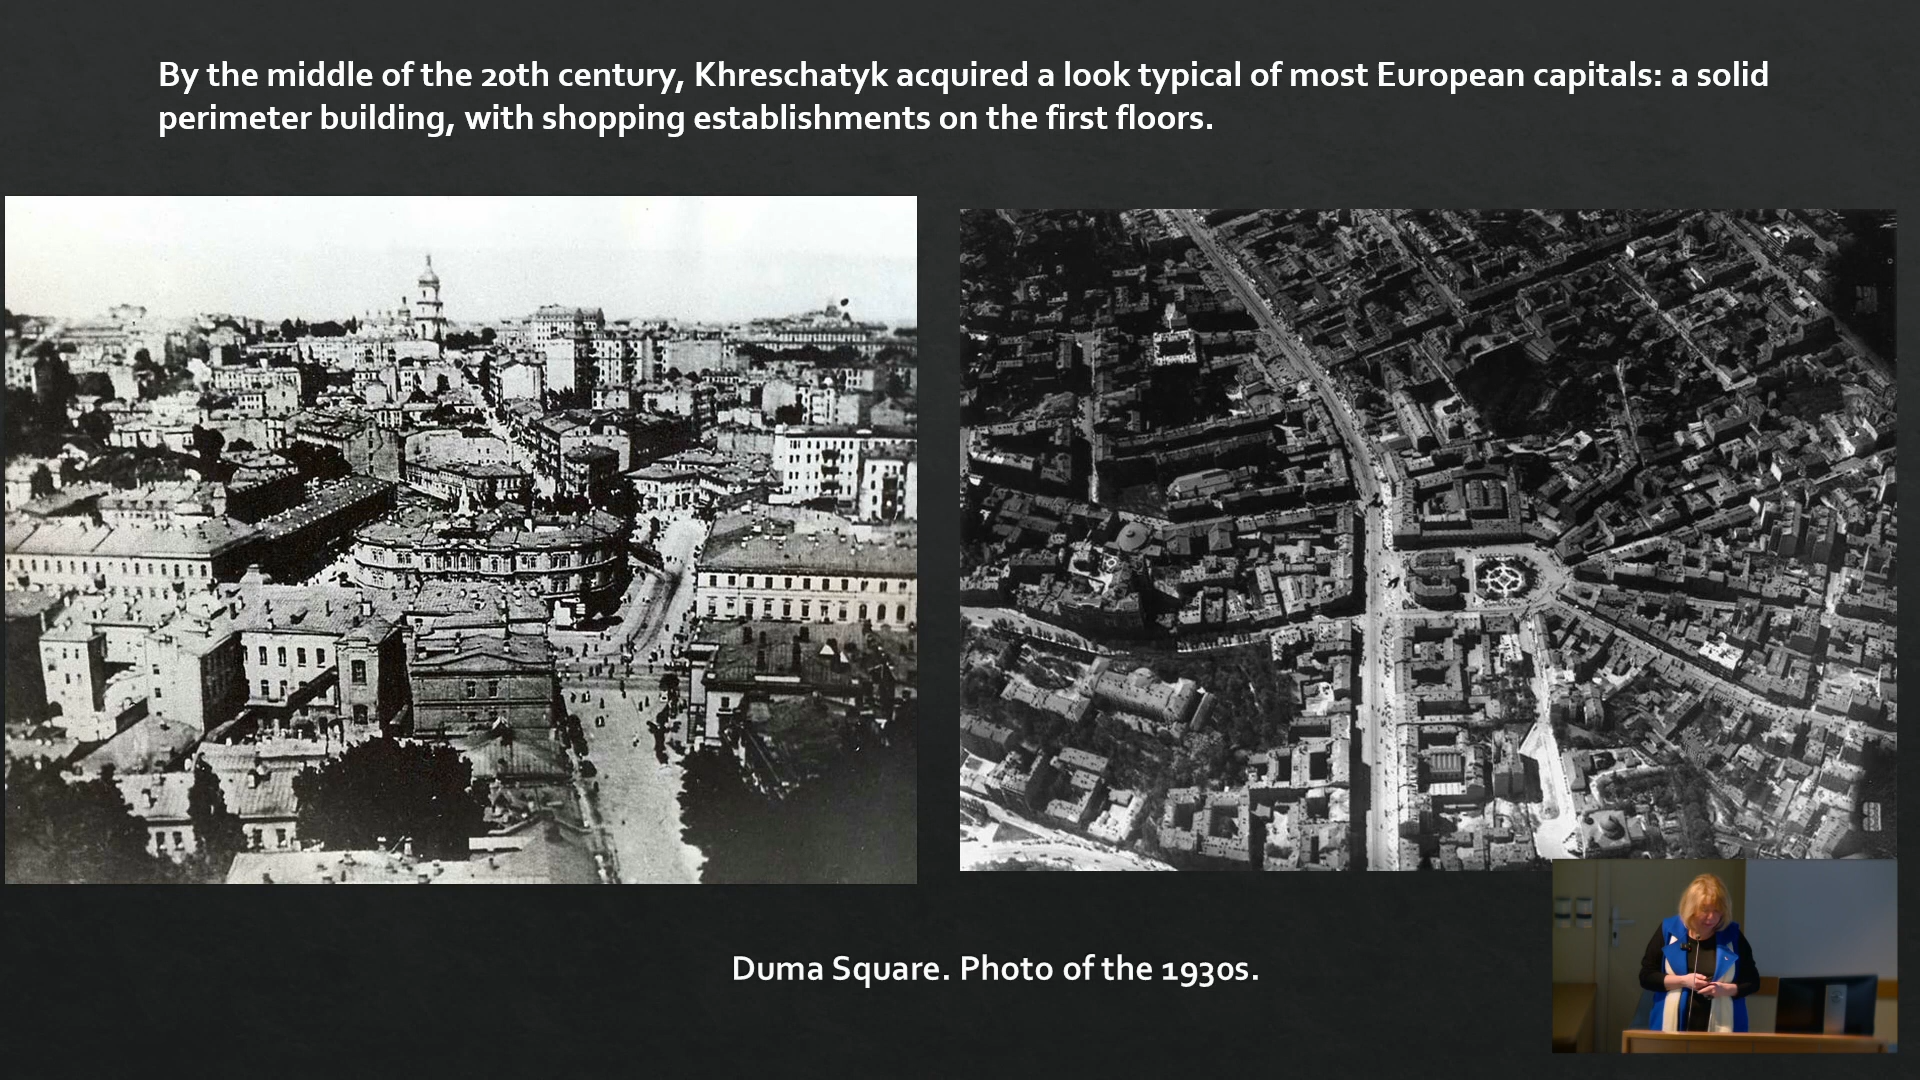 By the middle of the 20th century, Khreschatyk acquired a look typical of most European capitals: a solid
perimeter building, with shopping establishments on the first floors.
Duma Square. Photo of the 1930s.